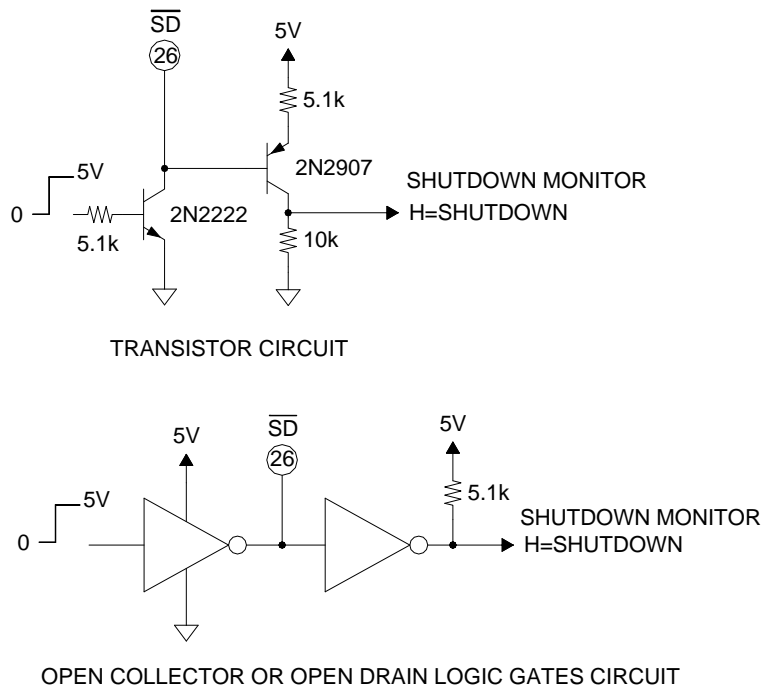 SD
26
5V
5.1k
2N2907
SHUTDOWN MONITOR
H=SHUTDOWN
5V
0
2N2222
5.1k
10k
TRANSISTOR CIRCUIT
5V
SD
26
5V
5.1k
5V
0
SHUTDOWN MONITOR
H=SHUTDOWN
OPEN COLLECTOR OR OPEN DRAIN LOGIC GATES CIRCUIT